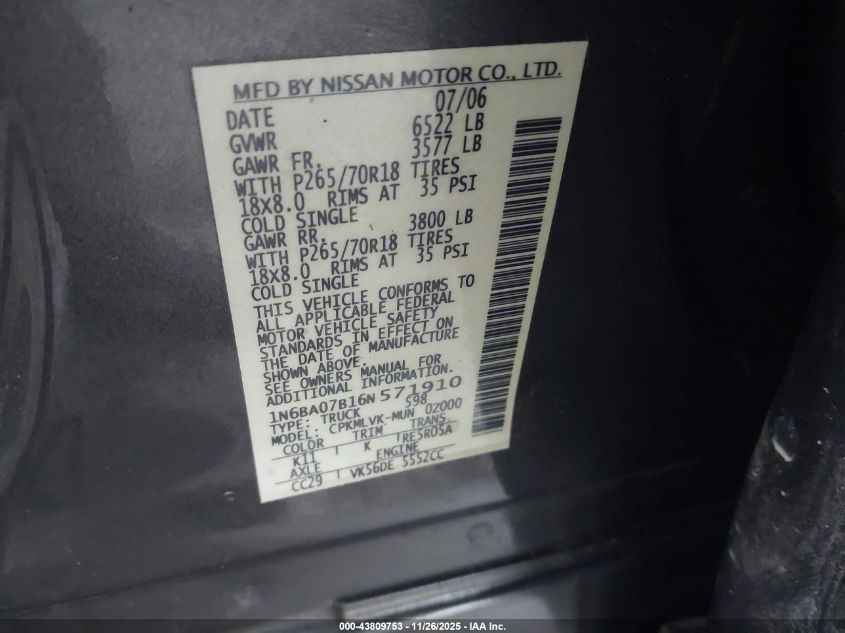 MFD BY NISSAN MOTOR CO., LTD.
DATE 07/06
GVWR 6522 LB
GAWR FR. 3577 LB
WITH P265/70R18 TIRES
18X8.0 RIMS AT 35 PSI
COLD SINGLE
GAWR RR. 3800 LB
WITH P265/70R18 TIRES
18X8.0 RIMS AT 35 PSI
COLD SINGLE
THIS VEHICLE CONFORMS TO
ALL APPLICABLE FEDERAL
MOTOR VEHICLE SAFETY
STANDARDS IN EFFECT ON
THE DATE OF MANUFACTURE
SHOWN ABOVE.
SEE OWNERS MANUAL FOR
ADDITIONAL INFORMATION.
1N6BA07B16N571910
TYPE: TRUCK 598
MODEL: CPKMLVK-MUN 0Z000
COLOR TRIM TRANS.
K11 K RE5R05A
AXLE ENGINE
CC29 VK56DE 5552CC
000-43809753 - 11/26/2025 - IAA Inc.